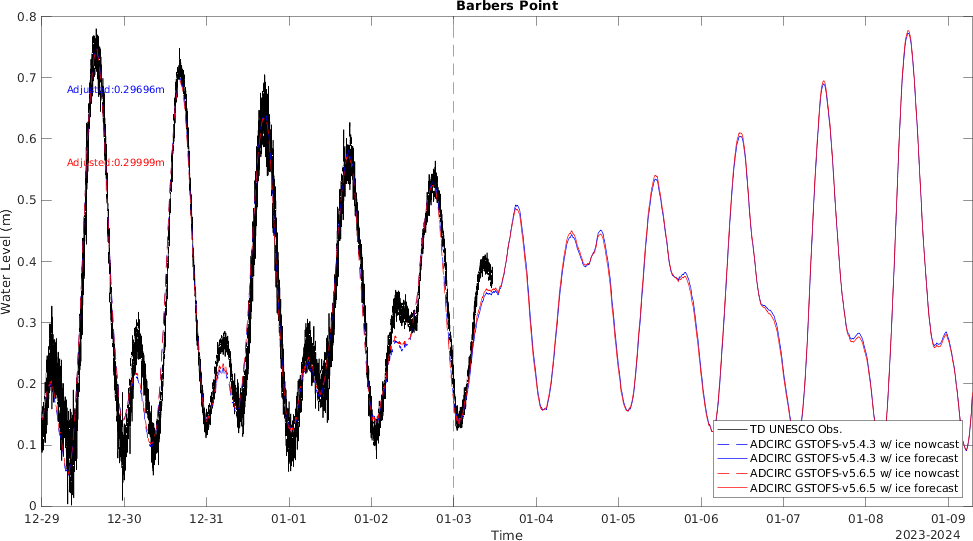 Barbers Point
0.8
0.7
0.6
0.5
0.4
0.3
0.2
0.1
0
Water Level (m)
Adjusted:0.29696m
Adjusted:0.29999m
TD UNESCO Obs.
ADCIRC GSTOFS-v5.4.3 w/ ice nowcast
ADCIRC GSTOFS-v5.4.3 w/ ice forecast
ADCIRC GSTOFS-v5.6.5 w/ ice nowcast
ADCIRC GSTOFS-v5.6.5 w/ ice forecast
12-29 12-30 12-31 01-01 01-02 01-03 01-04 01-05 01-06 01-07 01-08 01-09
Time
2023-2024